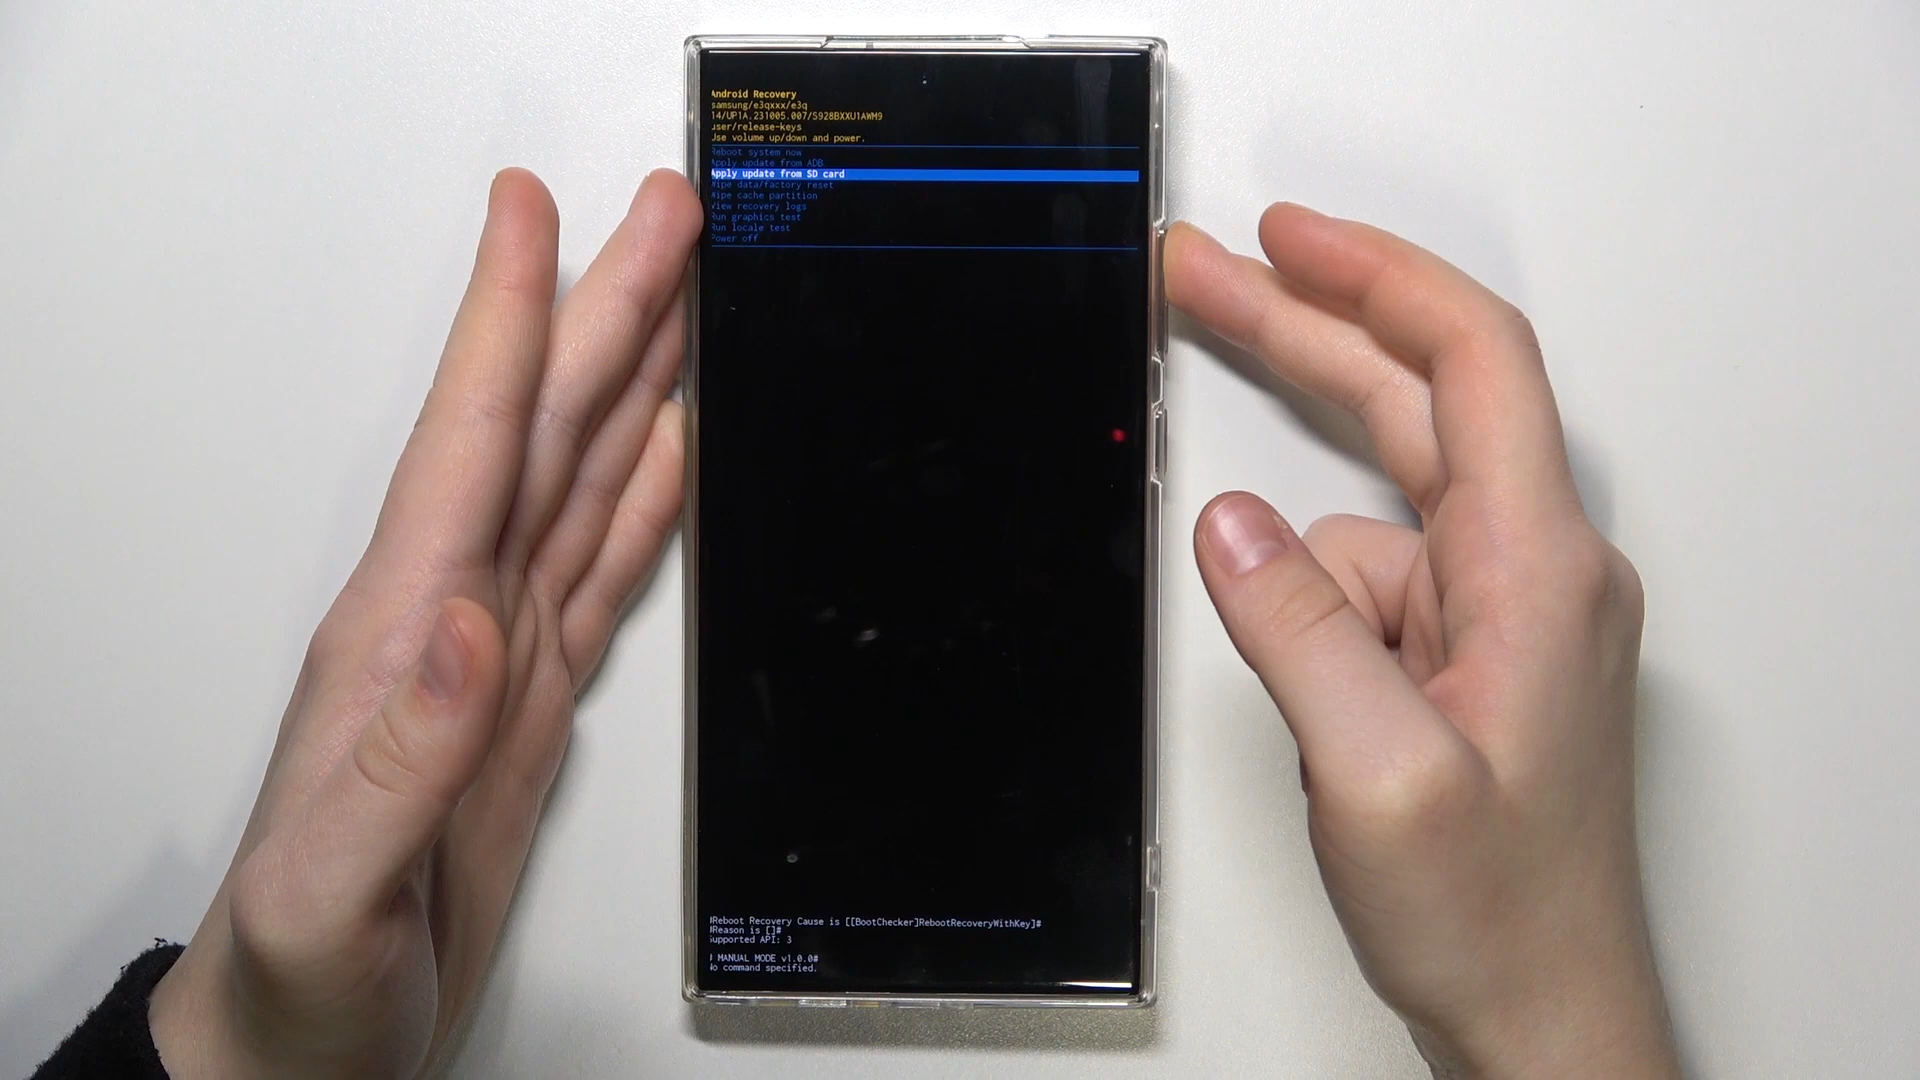 Android Recovery
samsung/e3qxxx/e3q
14/UP1A.231005.007/S928BXXU1AWM9
user/release-keys
Use volume up/down and power.
Reboot system now
Apply update from ADB
Apply update from SD card
Wipe data/factory reset
Wipe cache partition
View recovery logs
Run graphics test
Run locale test
Power off
#Reboot Recovery Cause is [[BootChecker]RebootRecoveryWithKey]#
#Reason is []#
Supported API: 3
# MANUAL MODE v1.0.0#
No command specified.